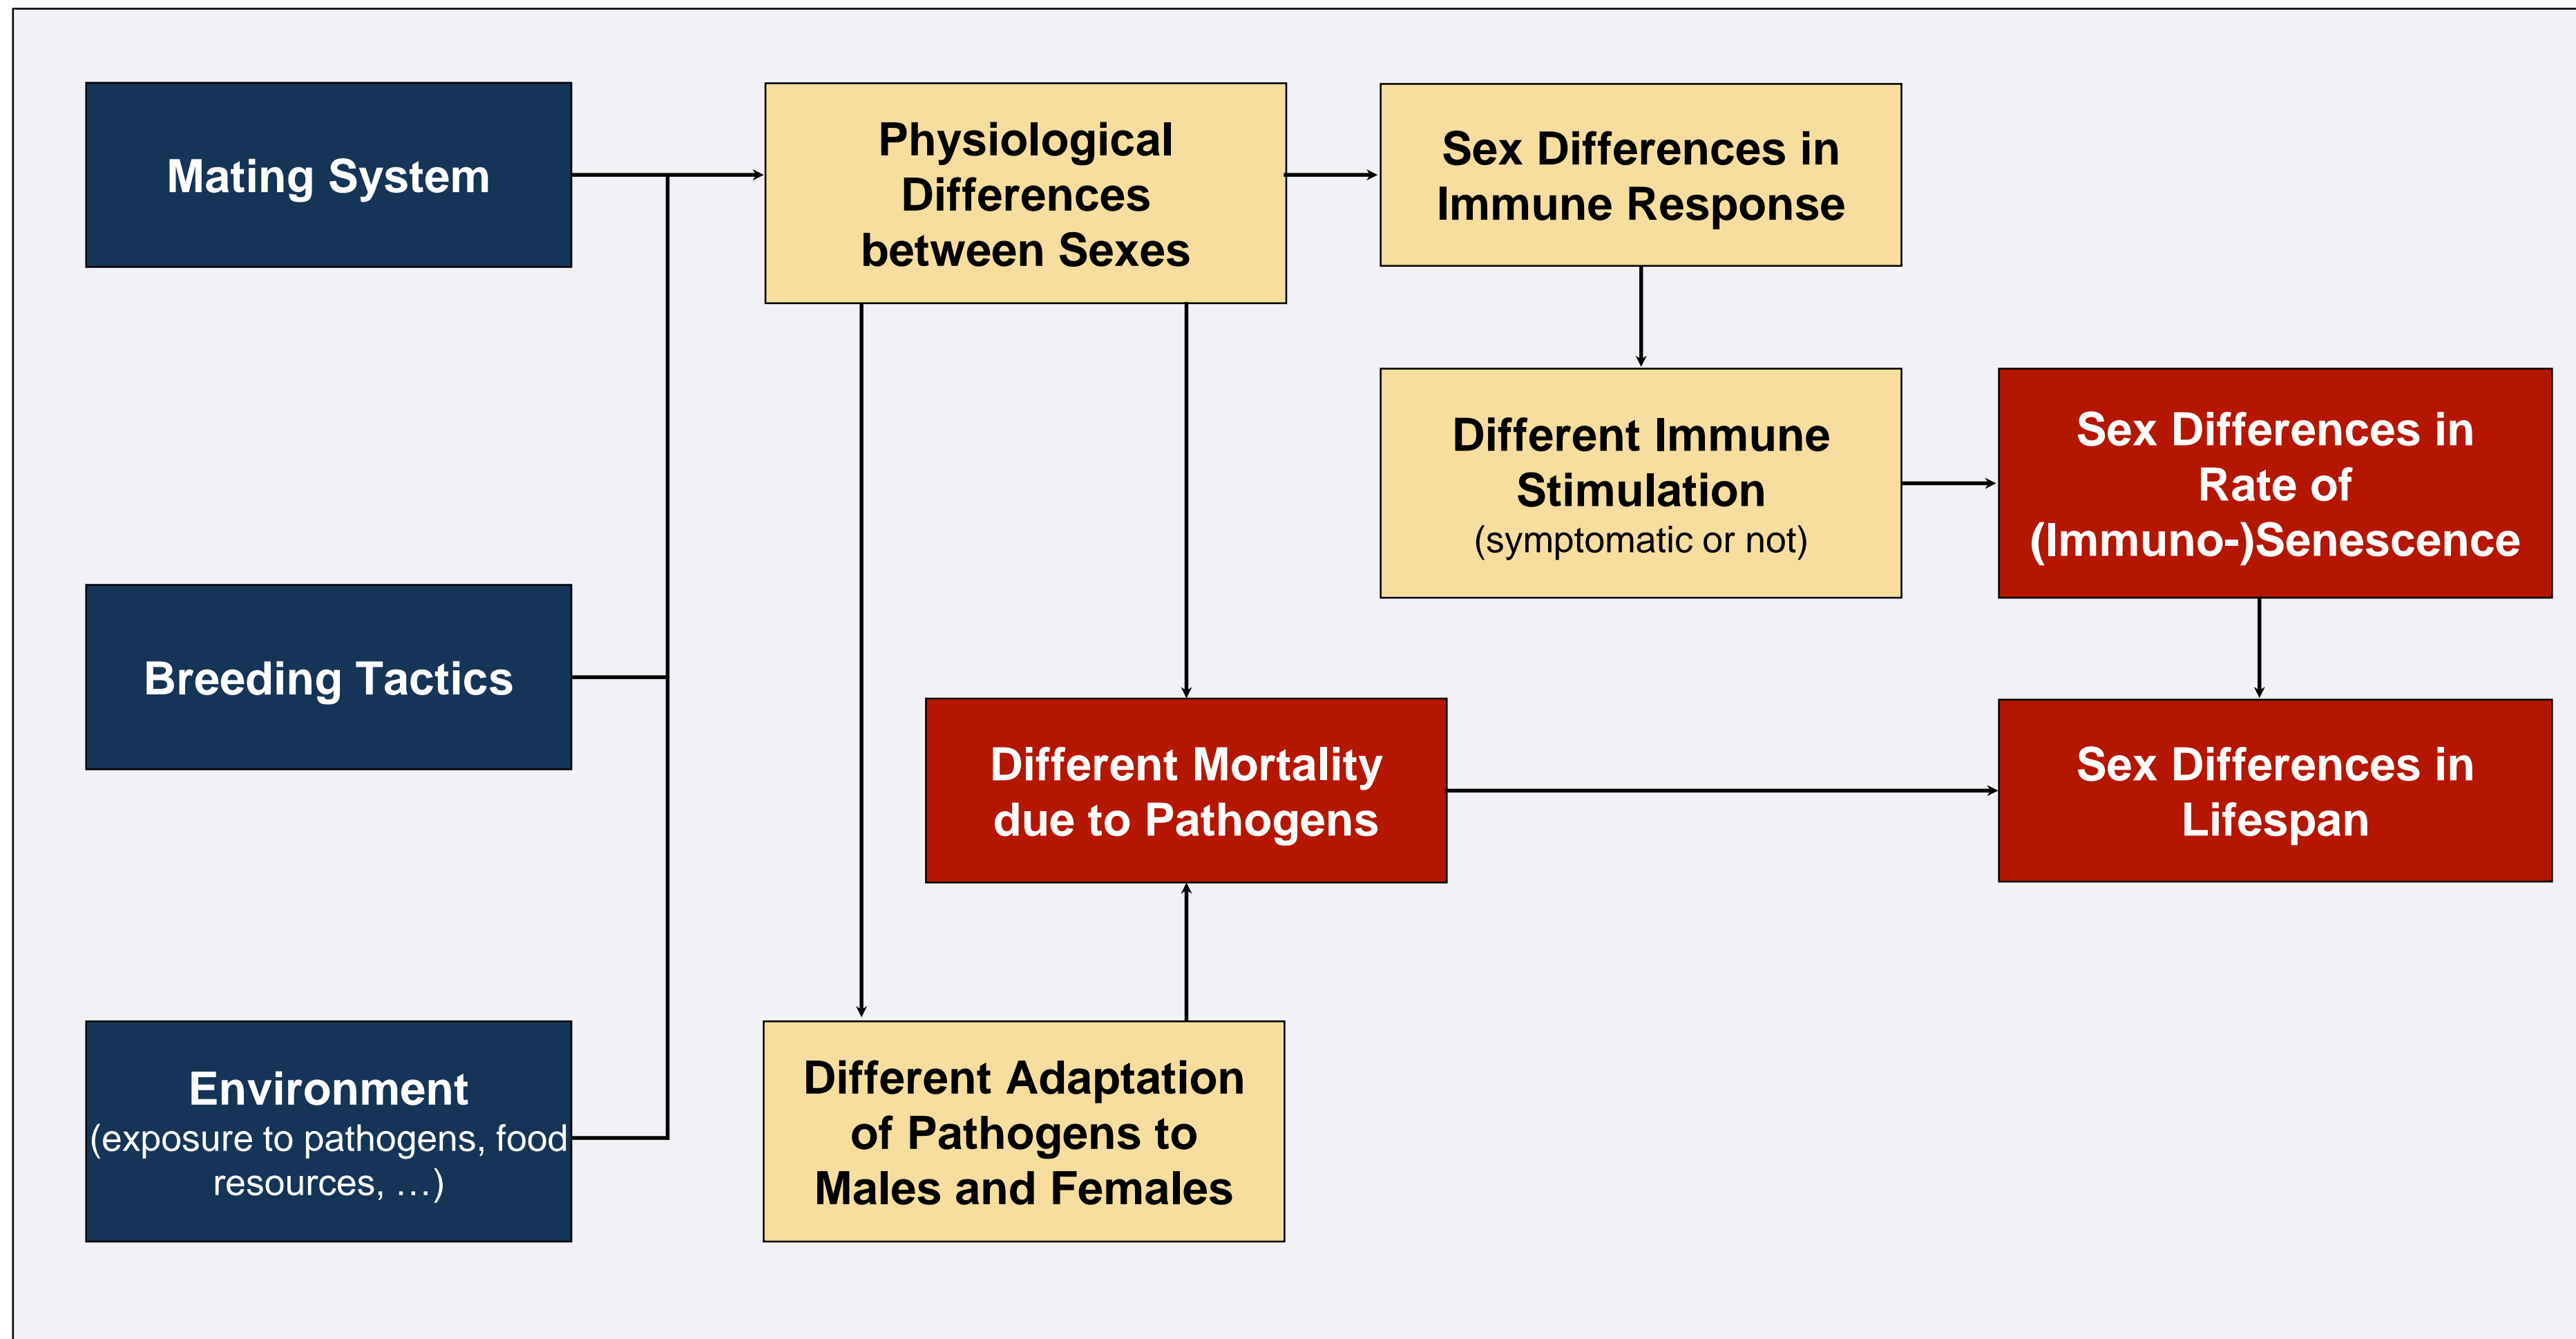 Mating System
Physiological
Differences
between Sexes
Sex Differences in
Immune Response
Different Immune
Stimulation
(symptomatic or not)
Sex Differences in
Rate of
(Immuno-)Senescence
Breeding Tactics
Different Mortality
due to Pathogens
Sex Differences in
Lifespan
Environment
(exposure to pathogens, food
resources, …)
Different Adaptation
of Pathogens to
Males and Females